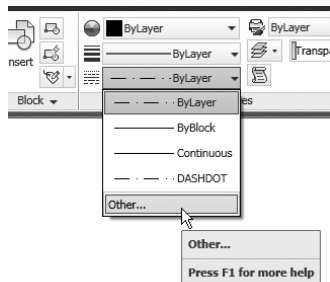 ByLayer
ByLayer
ByLayer
Transpa
nsert
ByLayer
Block
es
ByLayer
ByBlock
Continuous
DASHDOT
Other...
Other...
Press F1 for more help